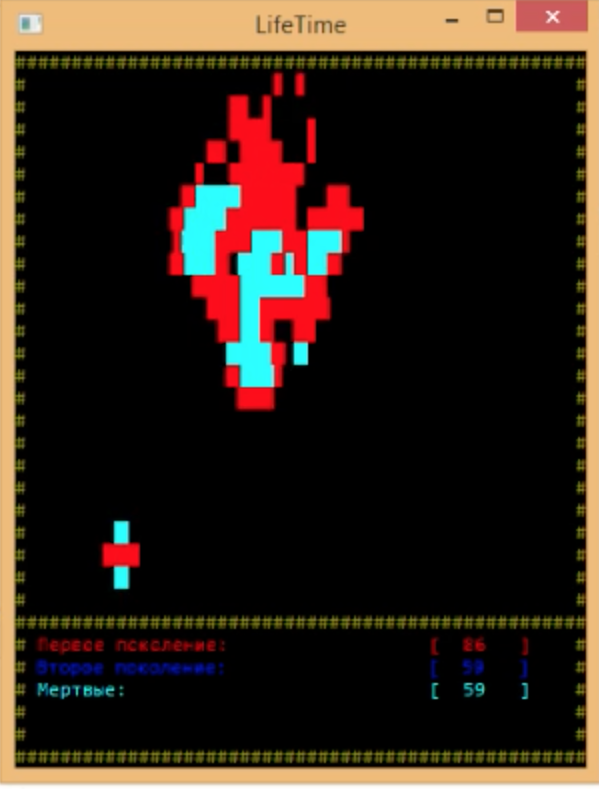 LifeTime
Первое поколение: [ 86 ]
Второе поколение: [ 59 ]
Мертвые: [ 59 ]